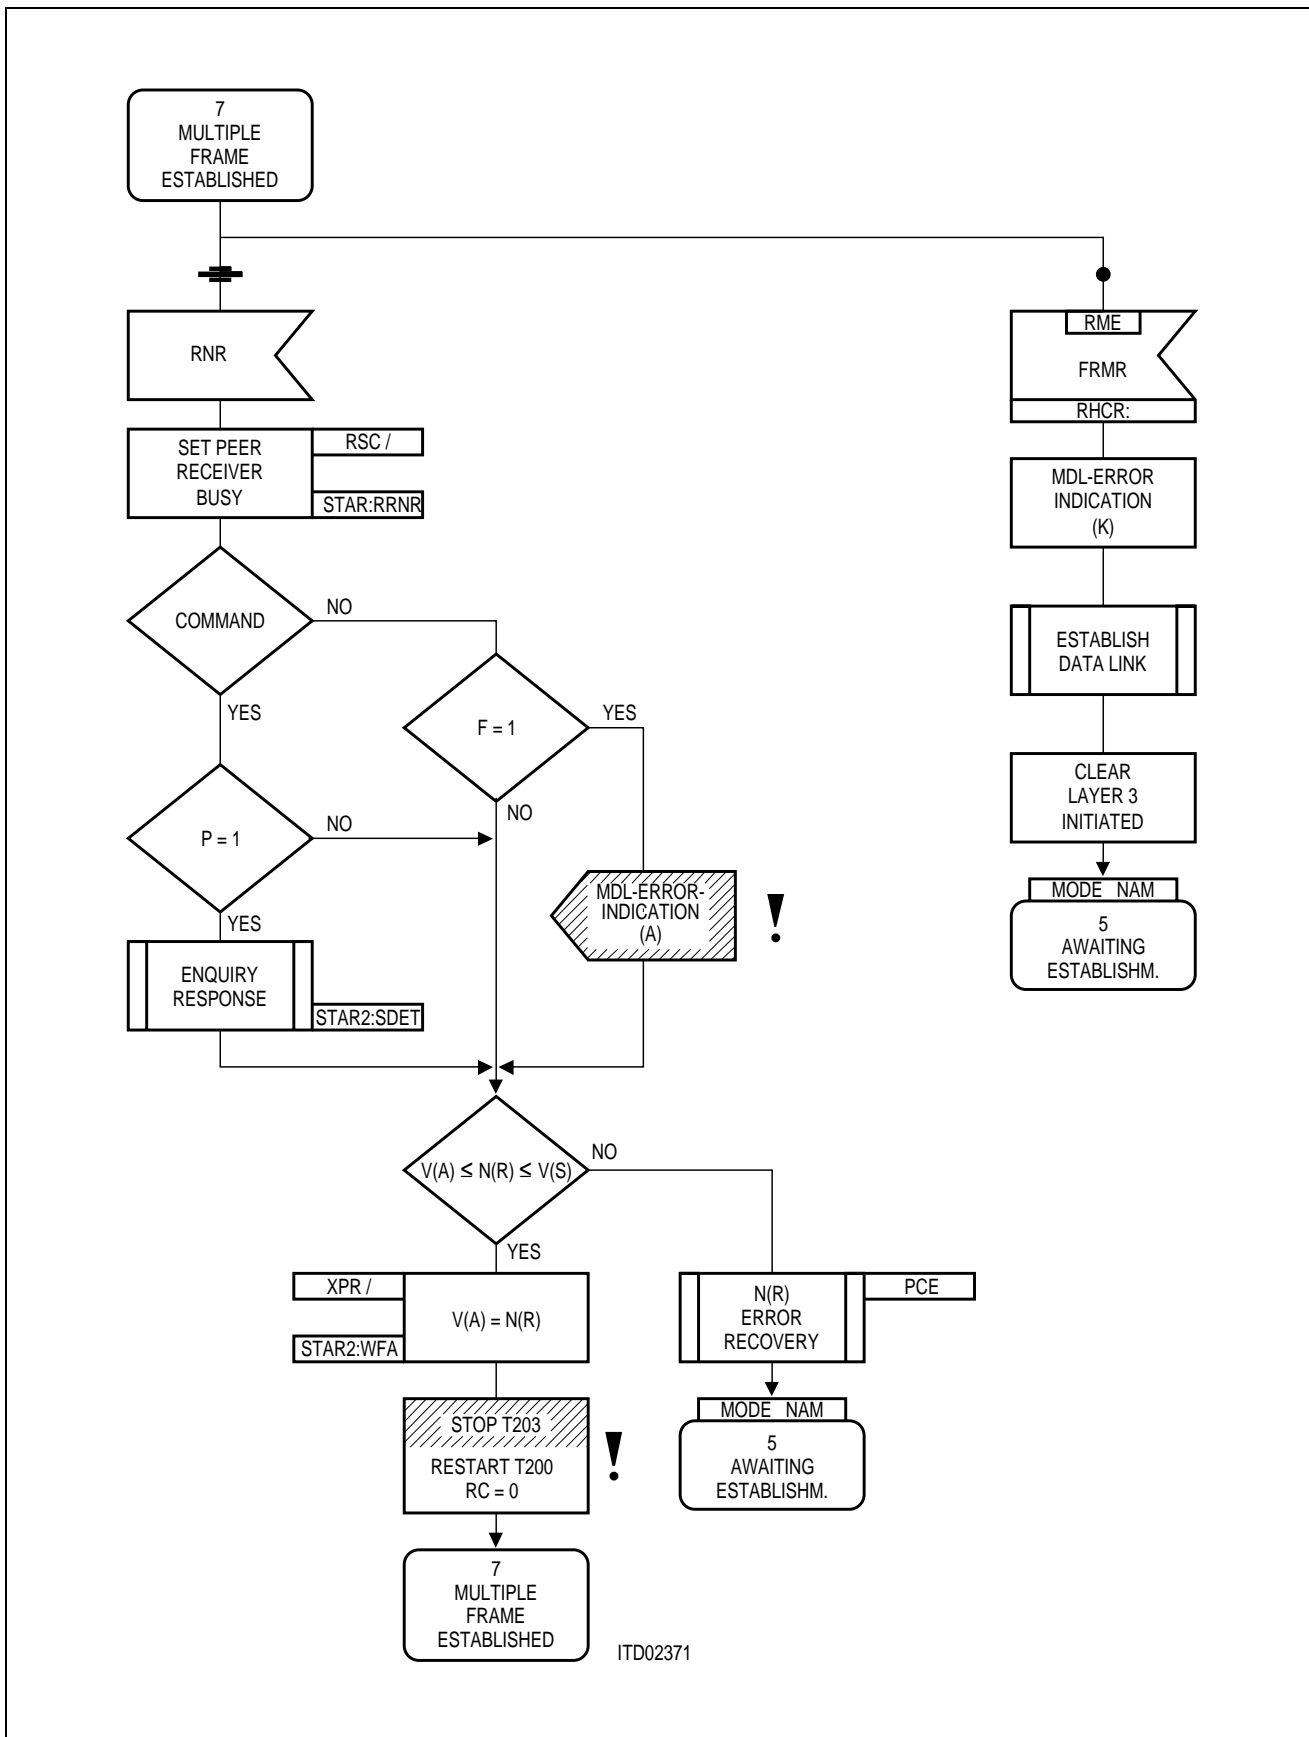 7
MULTIPLE
FRAME
ESTABLISHED
RNR
RME
FRMR
RHCR:
SET PEER
RECEIVER
BUSY
RSC /
STAR:RRNR
MDL-ERROR
INDICATION
(K)
COMMAND
NO
YES
ESTABLISH
DATA LINK
F = 1
YES
NO
CLEAR
LAYER 3
INITIATED
P = 1
NO
YES
MDL-ERROR-
INDICATION
(A)
!
MODE NAM
5
AWAITING
ESTABLISHM.
ENQUIRY
RESPONSE
STAR2:SDET
V(A) ≤ N(R) ≤ V(S)
NO
YES
XPR /
STAR2:WFA
V(A) = N(R)
N(R)
ERROR
RECOVERY
PCE
STOP T203
RESTART T200
RC = 0
!
MODE NAM
5
AWAITING
ESTABLISHM.
7
MULTIPLE
FRAME
ESTABLISHED
ITD02371